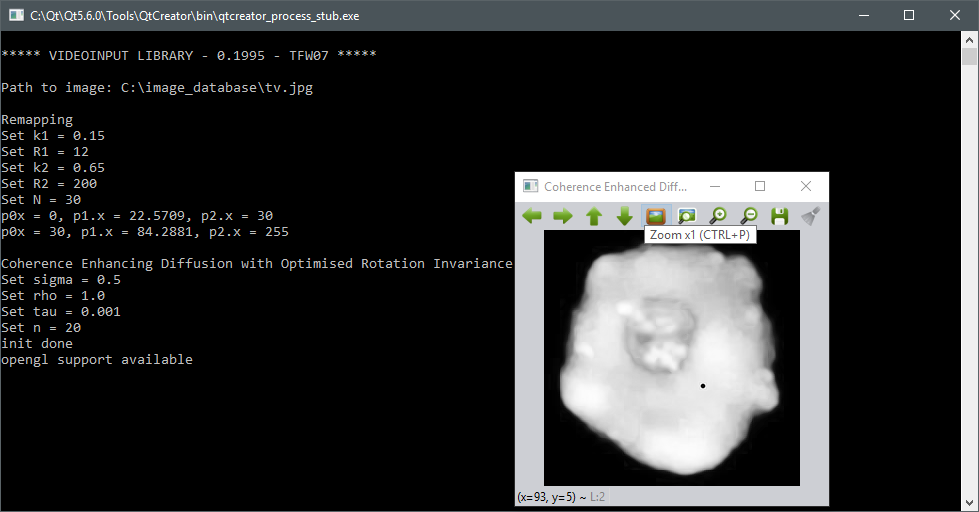 C:\Qt\Qt5.6.0\Tools\QtCreator\bin\qtcreator_process_stub.exe
***** VIDEOINPUT LIBRARY - 0.1995 - TFW07 *****
Path to image: C:\image_database\tv.jpg
Remapping
Set k1 = 0.15
Set R1 = 12
Set k2 = 0.65
Set R2 = 200
Set N = 30
p0x = 0, p1.x = 22.5709, p2.x = 30
p0x = 30, p1.x = 84.2881, p2.x = 255
Coherence Enhancing Diffusion with Optimised Rotation Invariance
Set sigma = 0.5
Set rho = 1.0
Set tau = 0.001
Set n = 20
init done
opengl support available
Coherence Enhanced Diff...
Zoom x1 (CTRL+P)
(x=93, y=5) ~ L:2